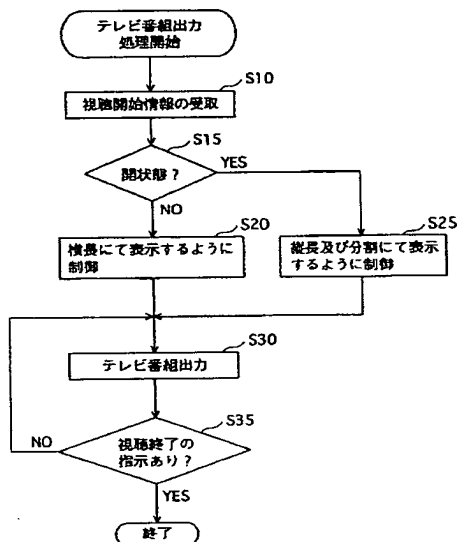 テレビ番組出力
処理開始
S10
視聴開始情報の受取
S15
開状態？
YES
NO
S20
横長にて表示するように
制御
S25
縦長及び分割にて表示
するように制御
S30
テレビ番組出力
S35
視聴終了の
指示あり？
NO
YES
終了